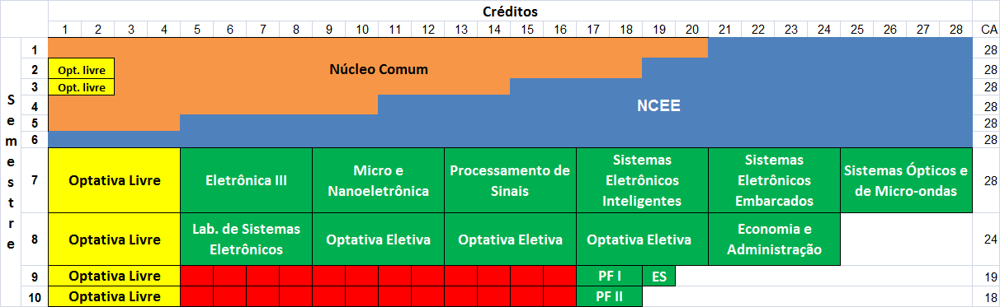 Créditos
1 2 3 4 5 6 7 8 9 10 11 12 13 14 15 16 17 18 19 20 21 22 23 24 25 26 27 28 CA
Semestre
1 28
2 Opt. livre Núcleo Comum 28
3 Opt. livre 28
4 NCEE 28
5 28
6 28
7 Optativa Livre Eletrônica III Micro e Nanoeletrônica Processamento de Sinais Sistemas Eletrônicos Inteligentes Sistemas Eletrônicos Embarcados Sistemas Ópticos e de Micro-ondas 28
8 Optativa Livre Lab. de Sistemas Eletrônicos Optativa Eletiva Optativa Eletiva Optativa Eletiva Economia e Administração 24
9 Optativa Livre PF I ES 19
10 Optativa Livre PF II 18